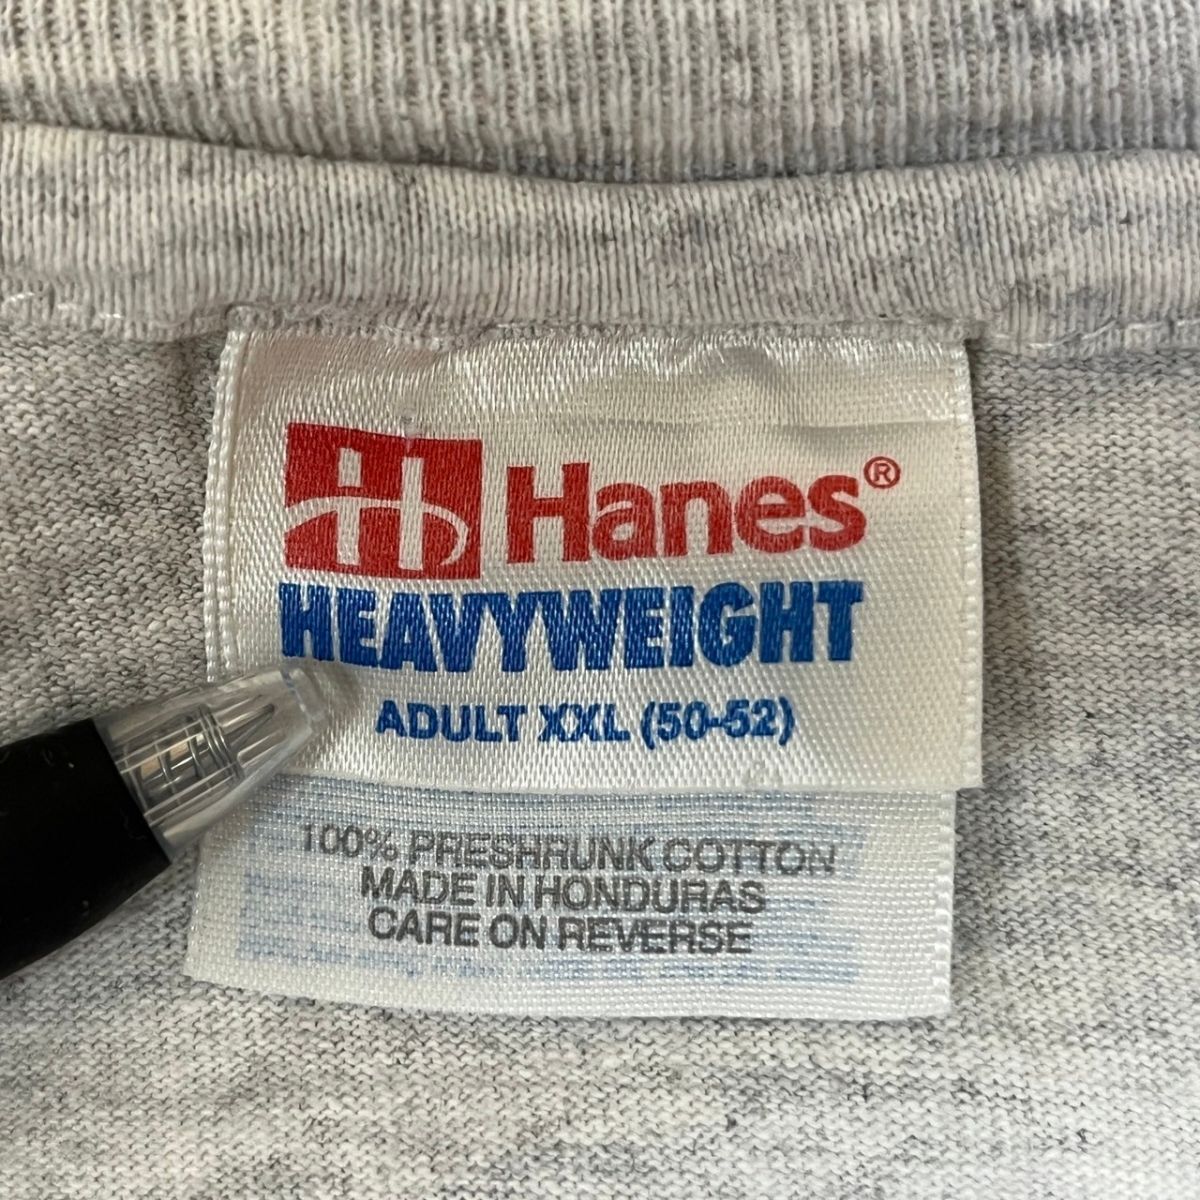 H Hanes®
HEAVYWEIGHT
ADULT XXL (50-52)
100% PRESHRUNK COTTON
MADE IN HONDURAS
CARE ON REVERSE